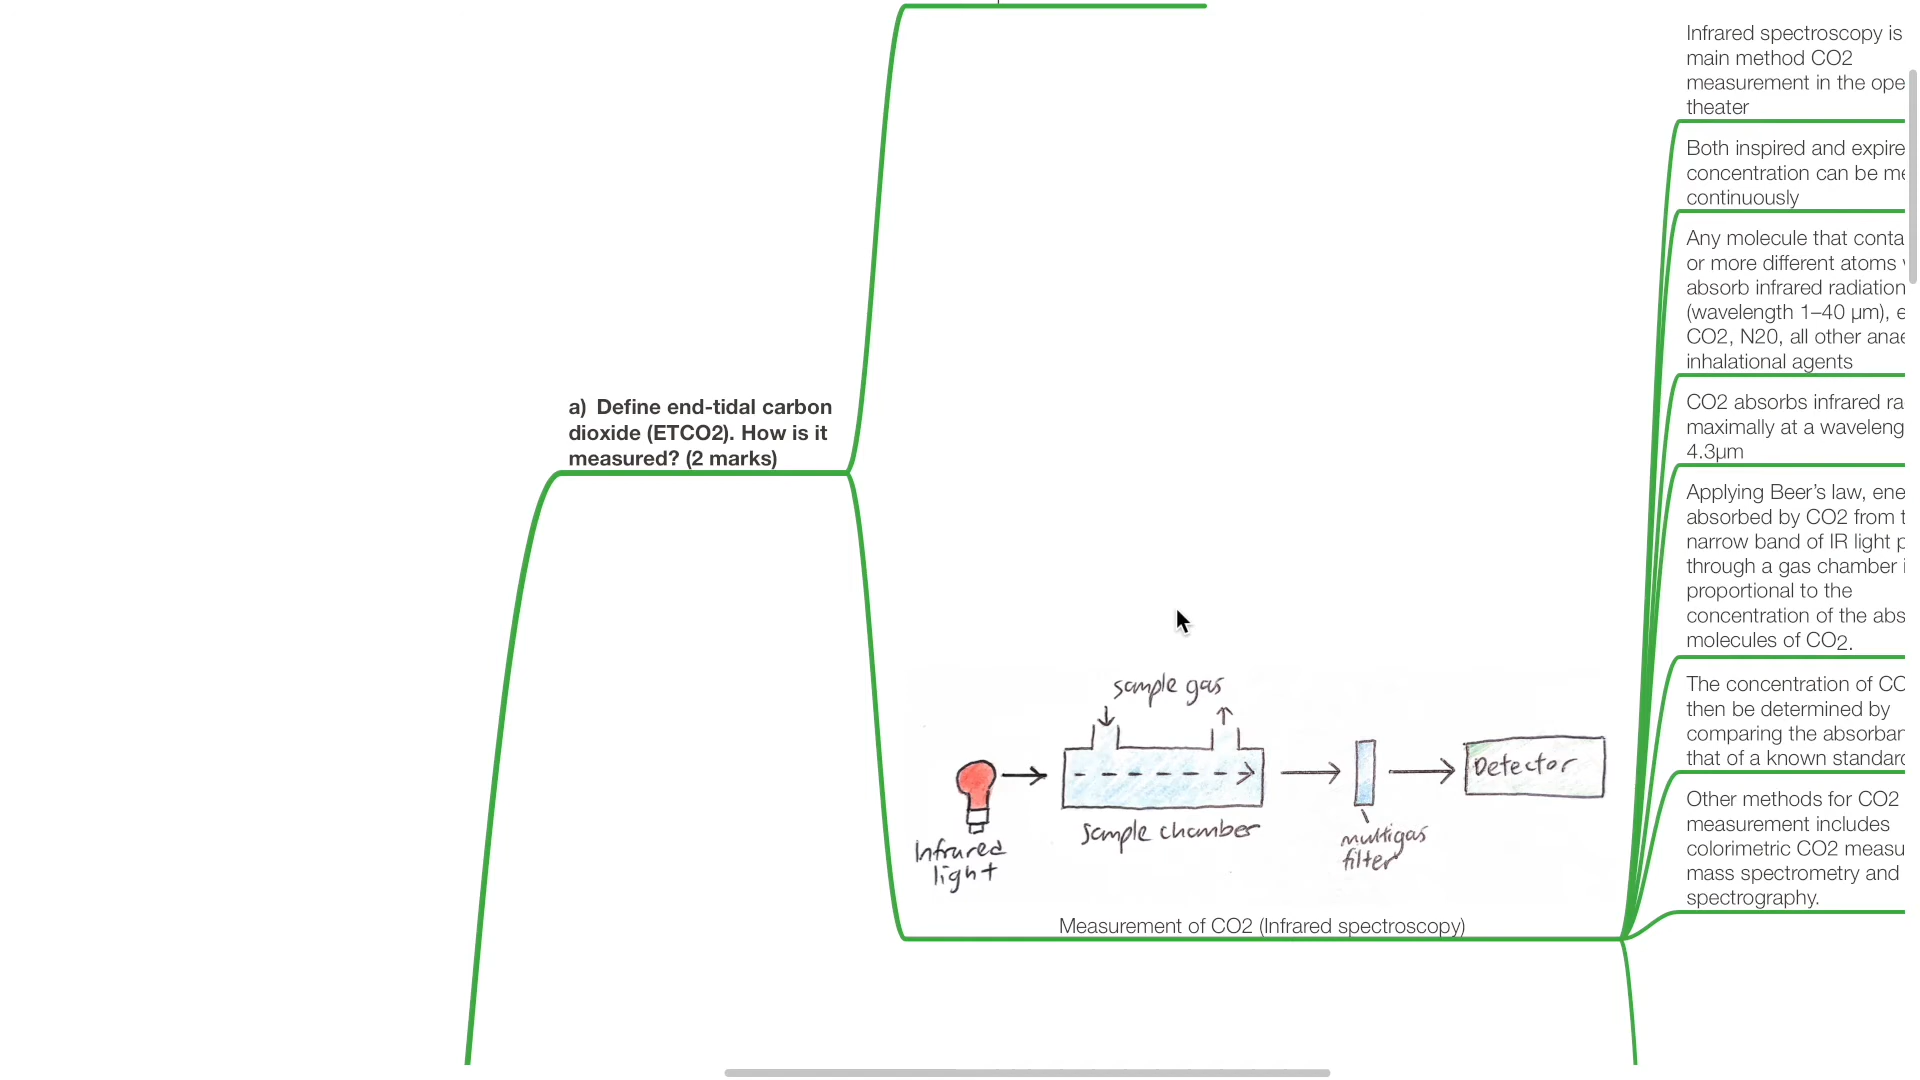 a) Define end-tidal carbon
dioxide (ETCO2). How is it
measured? (2 marks)
sample gas
Detector
sample chamber
Infrared
light
multigas
filter
Measurement of CO2 (Infrared spectroscopy)
Infrared spectroscopy is
main method CO2
measurement in the ope
theater
Both inspired and expire
concentration can be me
continuously
Any molecule that conta
or more different atoms
absorb infrared radiation
(wavelength 1–40 µm), e
CO2, N20, all other anae
inhalational agents
CO2 absorbs infrared ra
maximally at a waveleng
4.3µm
Applying Beer’s law, ene
absorbed by CO2 from t
narrow band of IR light p
through a gas chamber i
proportional to the
concentration of the abs
molecules of CO2.
The concentration of CO
then be determined by
comparing the absorban
that of a known standard
Other methods for CO2
measurement includes
colorimetric CO2 measu
mass spectrometry and
spectrography.